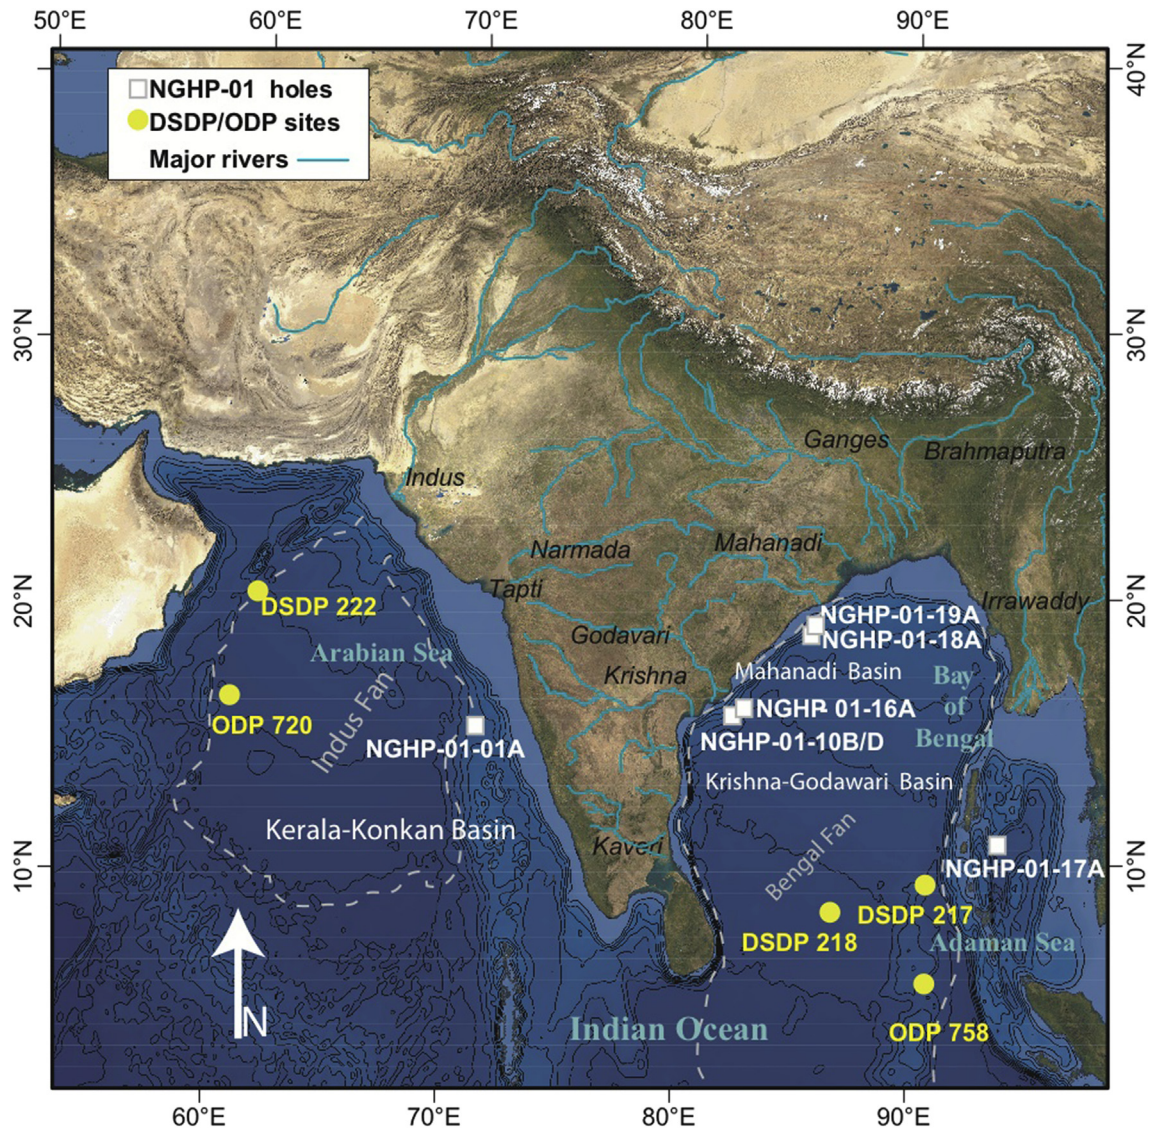 50°E 60°E 70°E 80°E 90°E
40°N
NGHP-01 holes
DSDP/ODP sites
Major rivers
30°N
30°N
Ganges
Brahmaputra
Indus
Narmada
Mahanadi
Tapti
20°N
20°N
DSDP 222
Irrawaddy
NGHP-01-19A
Godavari
NGHP-01-18A
Arabian Sea
Krishna
Mahanadi Basin
Bay
of
Bengal
ODP 720
Indus Fan
NGHP-01-01A
NGHP 01-16A
NGHP-01-10B/D
Krishna-Godawari Basin
Kerala-Konkan Basin
Kaveri
Bengal Fan
10°N
10°N
NGHP-01-17A
DSDP 217
DSDP 218
Adaman Sea
N
Indian Ocean
ODP 758
60°E 70°E 80°E 90°E